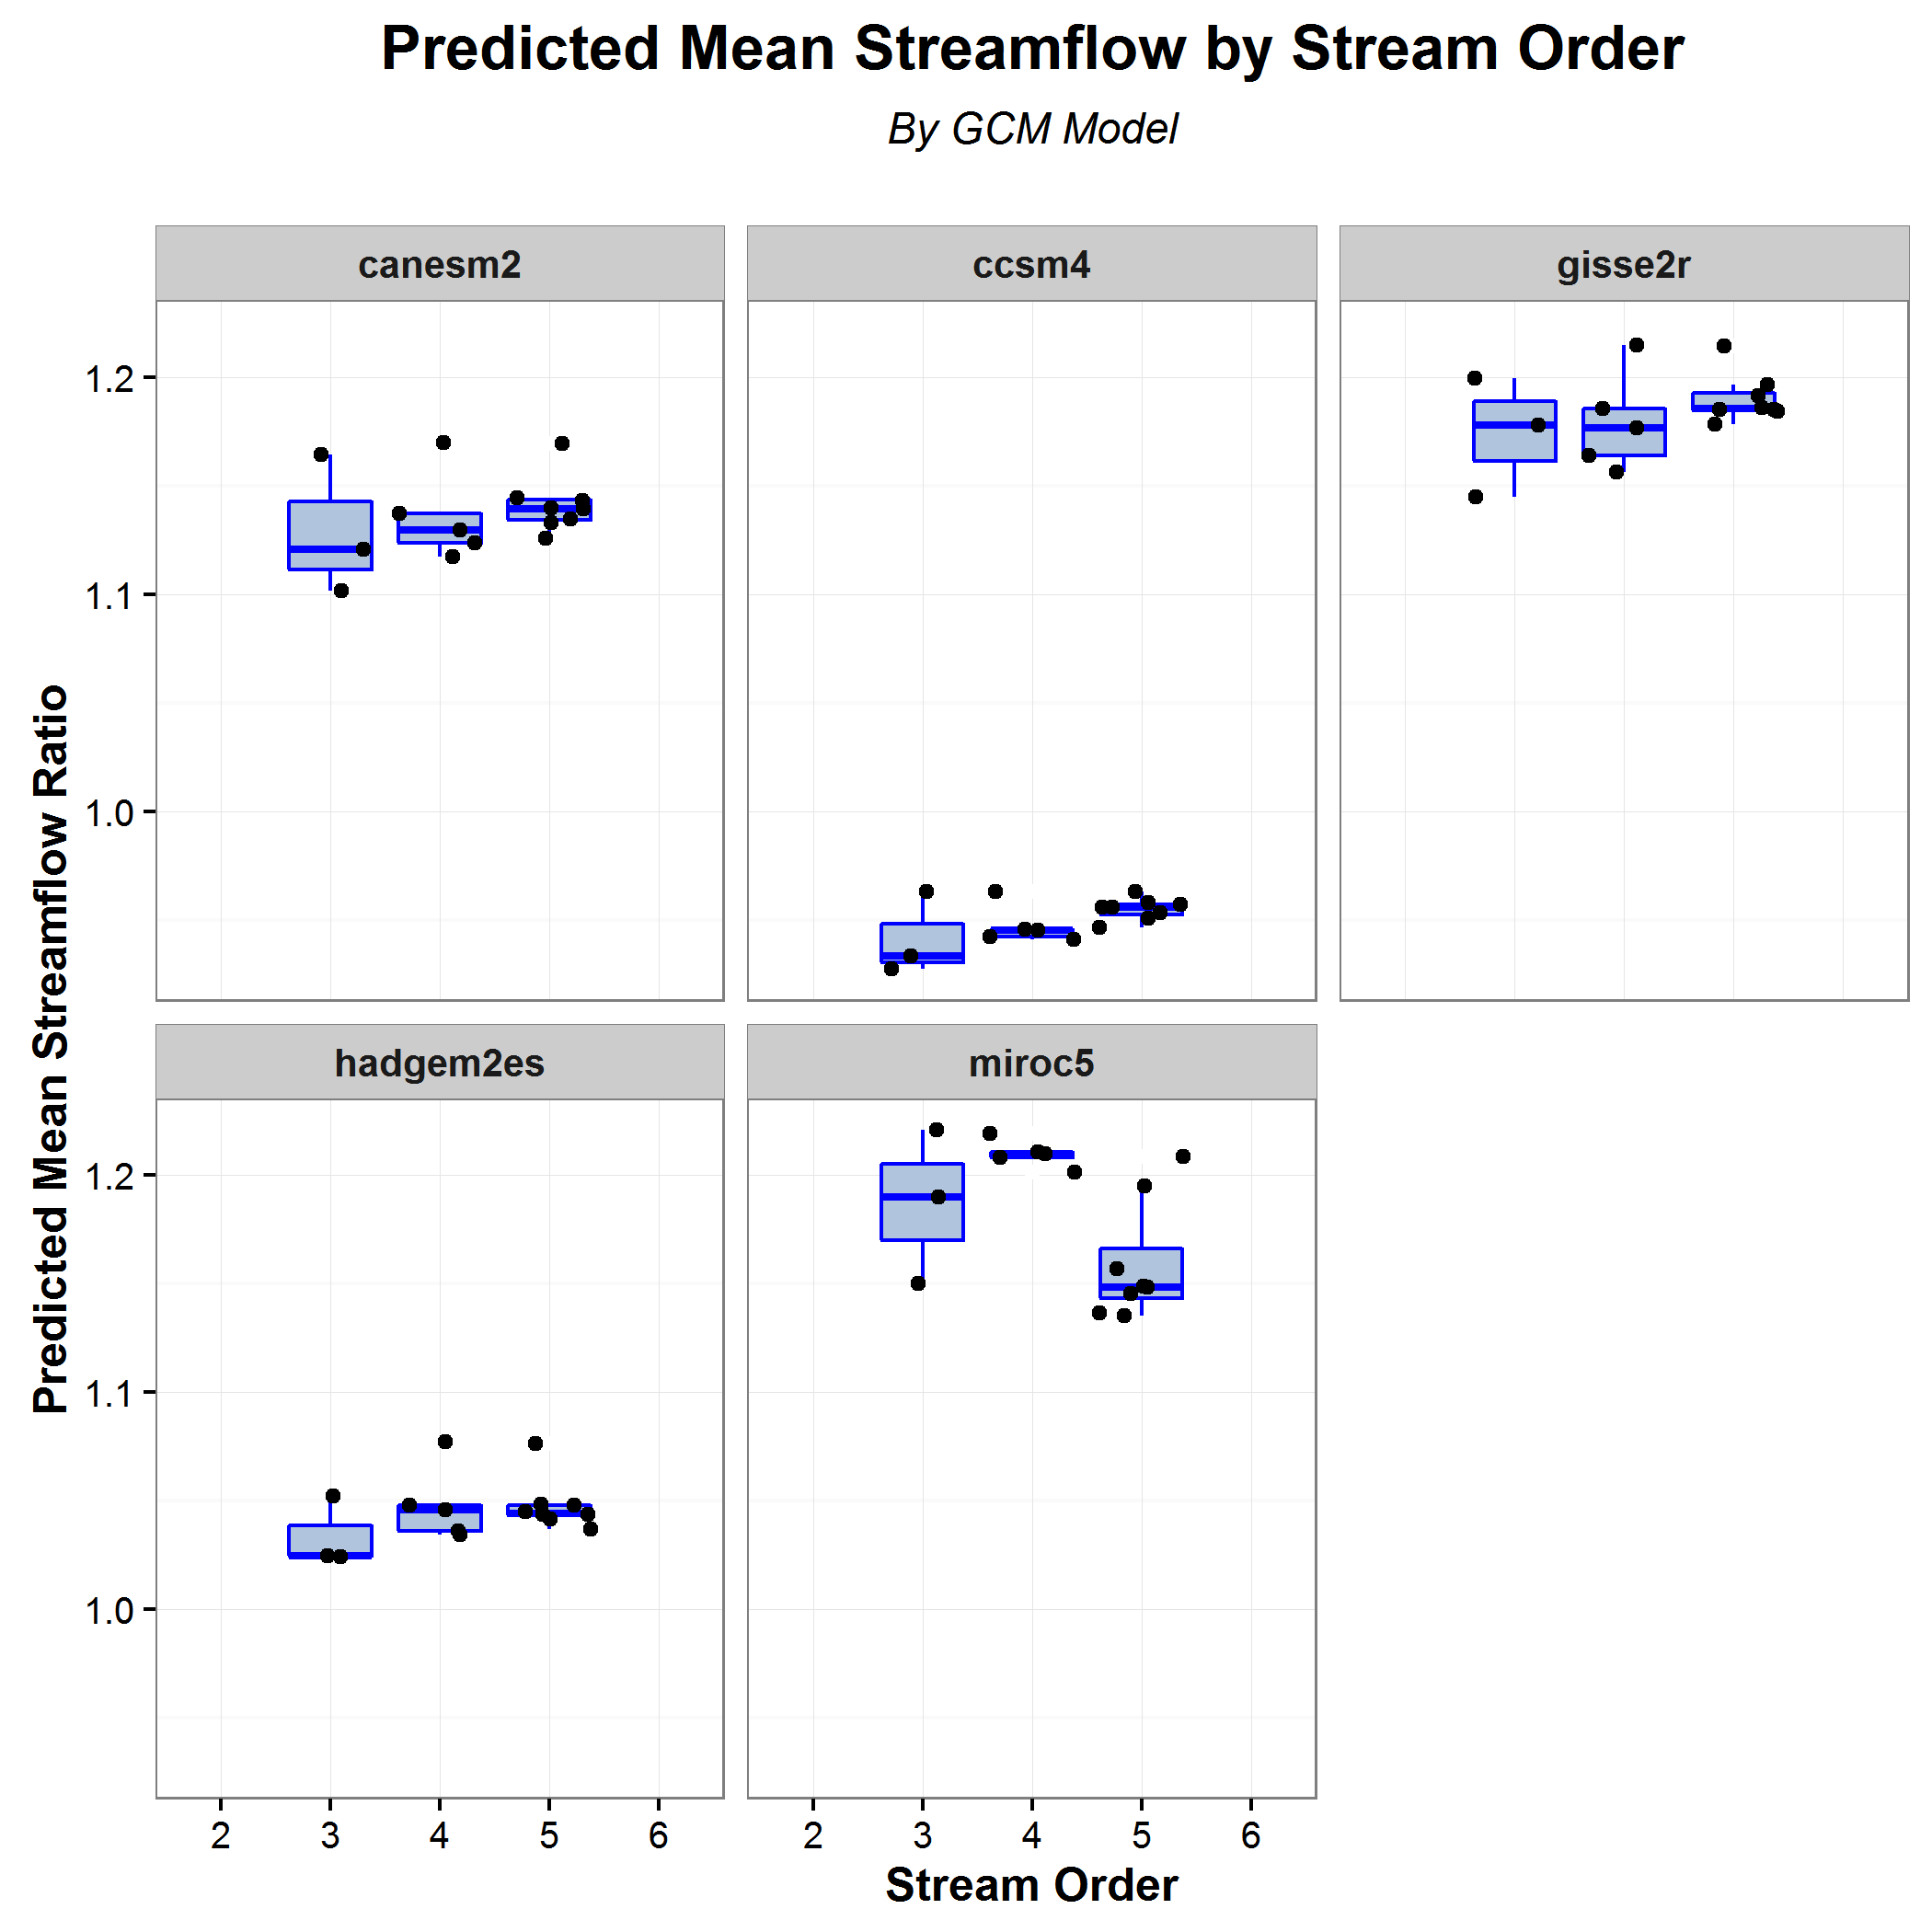 Predicted Mean Streamflow by Stream Order
By GCM Model
canesm2
ccsm4
gisse2r
1.2
1.1
1.0
Predicted Mean Streamflow Ratio
hadgem2es
miroc5
1.2
1.1
1.0
2 3 4 5 6
2 3 4 5 6
Stream Order